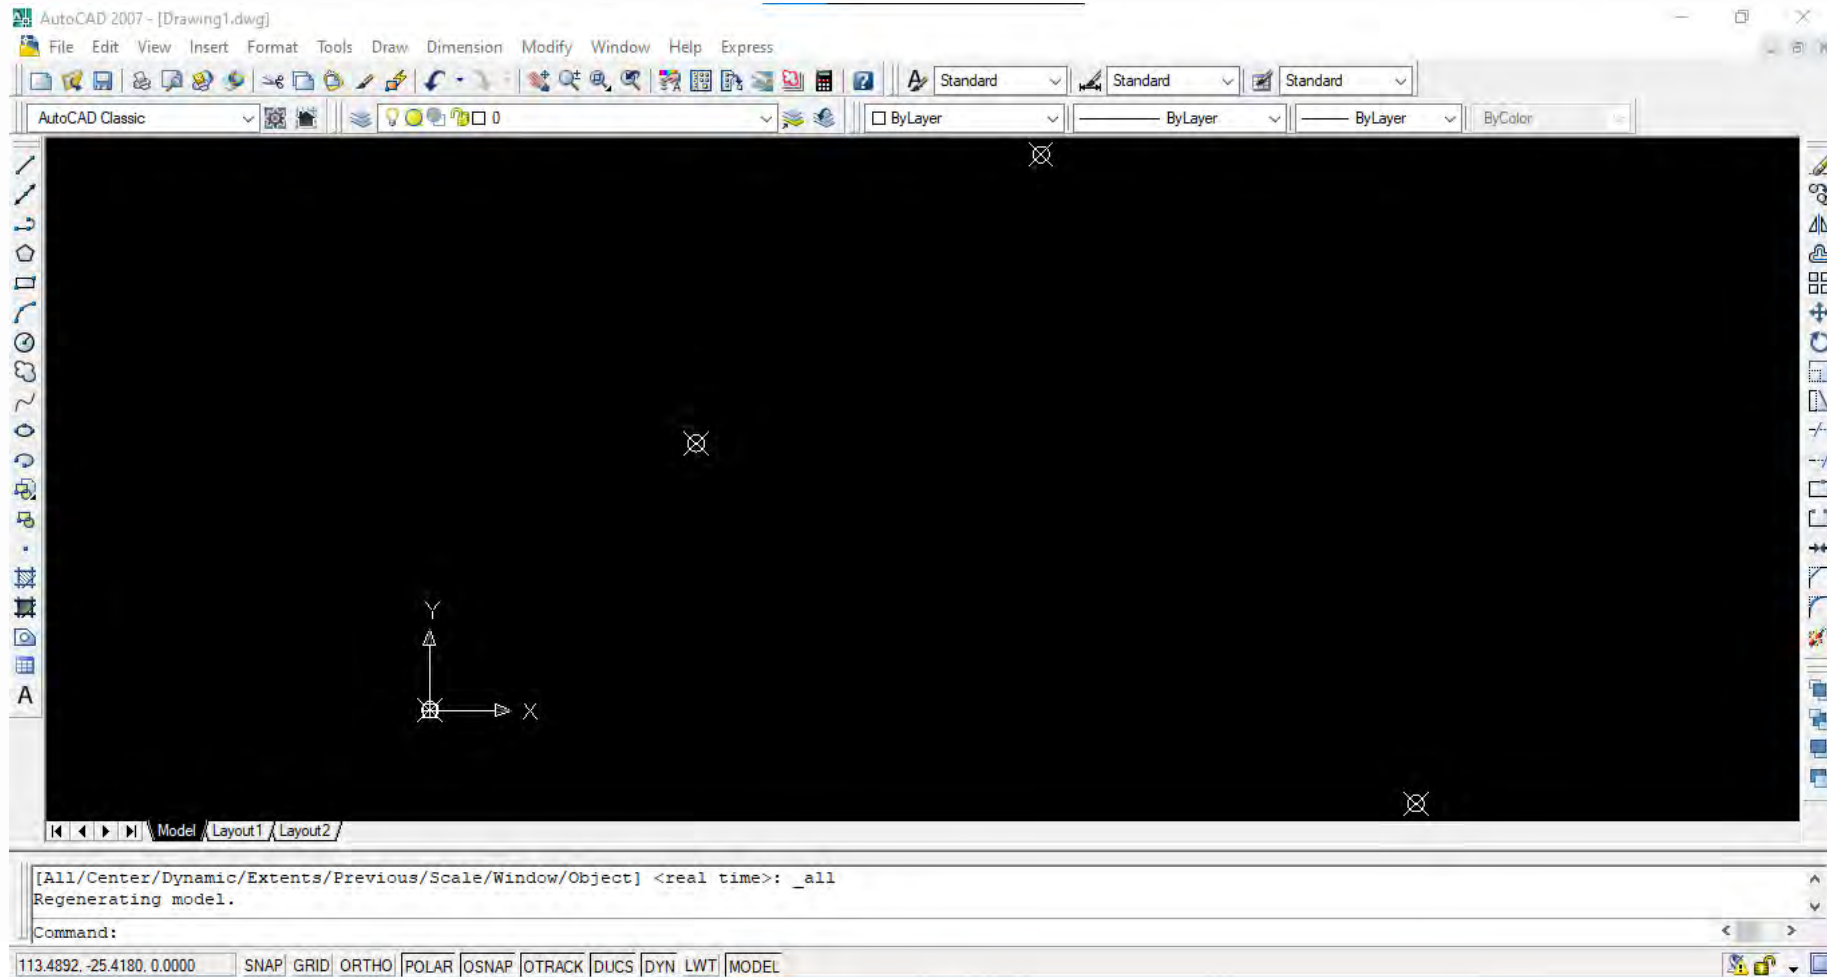 AutoCAD 2007 - [Drawing1.dwg]
File Edit View Insert Format Tools Draw Dimension Modify Window Help Express
Standard Standard Standard
AutoCAD Classic 0 ByLayer ByLayer ByLayer ByColor
A
Y
X
Model Layout1 Layout2
[All/Center/Dynamic/Extents/Previous/Scale/Window/Object] <real time>: _all
Regenerating model.
Command:
113.4892, -25.4180, 0.0000 SNAP GRID ORTHO POLAR OSNAP OTRACK DUCS DYN LWT MODEL